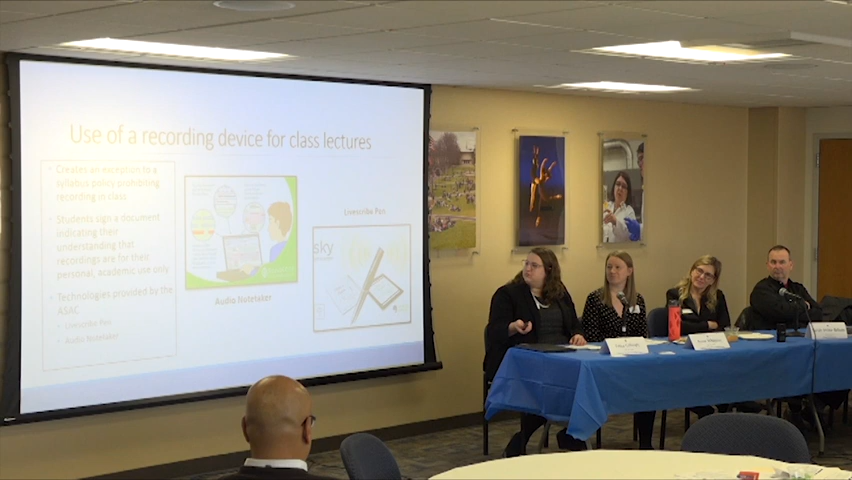 Use of a recording device for class lectures
Creates an exception to a
syllabus policy prohibiting
recording in class
Students sign a document
indicating their
understanding that
recordings are for their
personal, academic use only
Technologies provided by the
ASAC
Livescribe Pen
Audio Notetaker
Audio Notetaker
Livescribe Pen
sky